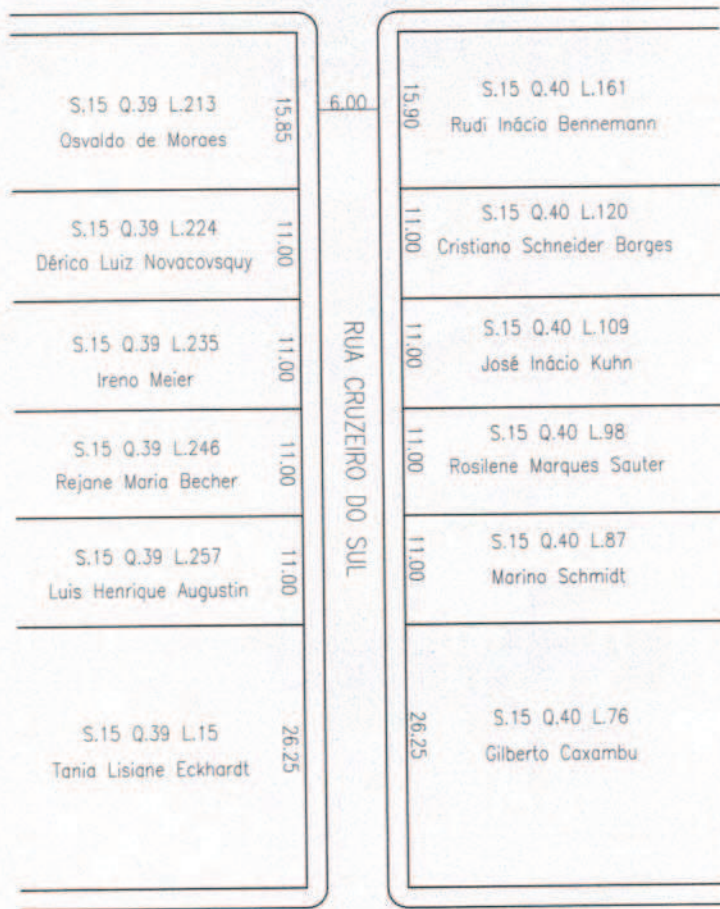 S.15 Q.39 L.213
Osvaldo de Moraes
15.85
S.15 Q.39 L.224
Dérico Luiz Novacovsquy
11.00
S.15 Q.39 L.235
Ireno Meier
11.00
S.15 Q.39 L.246
Rejane Maria Becher
11.00
S.15 Q.39 L.257
Luis Henrique Augustin
11.00
S.15 Q.39 L.15
Tania Lisiane Eckhardt
26.25
6.00
RUA CRUZEIRO DO SUL
15.90
S.15 Q.40 L.161
Rudi Inácio Bennemann
11.00
S.15 Q.40 L.120
Cristiano Schneider Borges
11.00
S.15 Q.40 L.109
José Inácio Kuhn
11.00
S.15 Q.40 L.98
Rosilene Marques Sauter
11.00
S.15 Q.40 L.87
Marino Schmidt
26.25
S.15 Q.40 L.76
Gilberto Caxambu